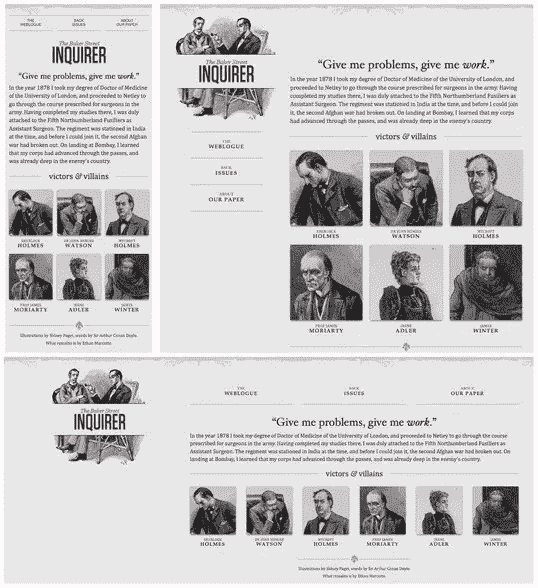 THE
WEBLOGUE
BACK
ISSUES
ABOUT
OUR PAPER
The Baker Street
INQUIRER
“Give me problems, give me work.”
In the year 1878 I took my degree of Doctor of Medicine
of the University of London, and proceeded to Netley to
go through the course prescribed for surgeons in the
army. Having completed my studies there, I was duly
attached to the Fifth Northumberland Fusiliers as
Assistant Surgeon. The regiment was stationed in India
at the time, and before I could join it, the second Afghan
war had broken out. On landing at Bombay, I learned
that my corps had advanced through the passes, and
was already deep in the enemy's country.
victors & villains
SHERLOCK
HOLMES
DR JOHN HEMISH
WATSON
MYCROFT
HOLMES
PROF JAMES
MORIARTY
IRENE
ADLER
JAMES
WINTER
Illustrations by Sidney Paget, words by Sir Arthur Conan Doyle.
What remains is by Ethan Marcotte.
The Baker Street
INQUIRER
THE
WEBLOGUE
BACK
ISSUES
ABOUT
OUR PAPER
“Give me problems, give me work.”
In the year 1878 I took my degree of Doctor of Medicine of the University of London, and
proceeded to Netley to go through the course prescribed for surgeons in the army. Having
completed my studies there, I was duly attached to the Fifth Northumberland Fusiliers as
Assistant Surgeon. The regiment was stationed in India at the time, and before I could join
it, the second Afghan war had broken out. On landing at Bombay, I learned that my corps
had advanced through the passes, and was already deep in the enemy's country.
victors & villains
SHERLOCK
HOLMES
WATSON
MYCROFT
HOLMES
PROF JAMES
MORIARTY
IRENE
ADLER
JAMES
WINTER
The Baker Street
INQUIRER
THE
WEBLOGUE
BACK
ISSUES
ABOUT
OUR PAPER
“Give me problems, give me work.”
In the year 1878 I took my degree of Doctor of Medicine of the University of London, and proceeded to Netley to go through the course
prescribed for surgeons in the army. Having completed my studies there, I was duly attached to the Fifth Northumberland Fusiliers as
Assistant Surgeon. The regiment was stationed in India at the time, and before I could join it, the second Afghan war had broken out. On
landing at Bombay, I learned that my corps had advanced through the passes, and was already deep in the enemy's country.
victors & villains
SHERLOCK
HOLMES
WATSON
MYCROFT
HOLMES
PROF JAMES
MORIARTY
IRENE
ADLER
JAMES
WINTER
Illustrations by Sidney Paget, words by Sir Arthur Conan Doyle.
What remains is by Ethan Marcotte.